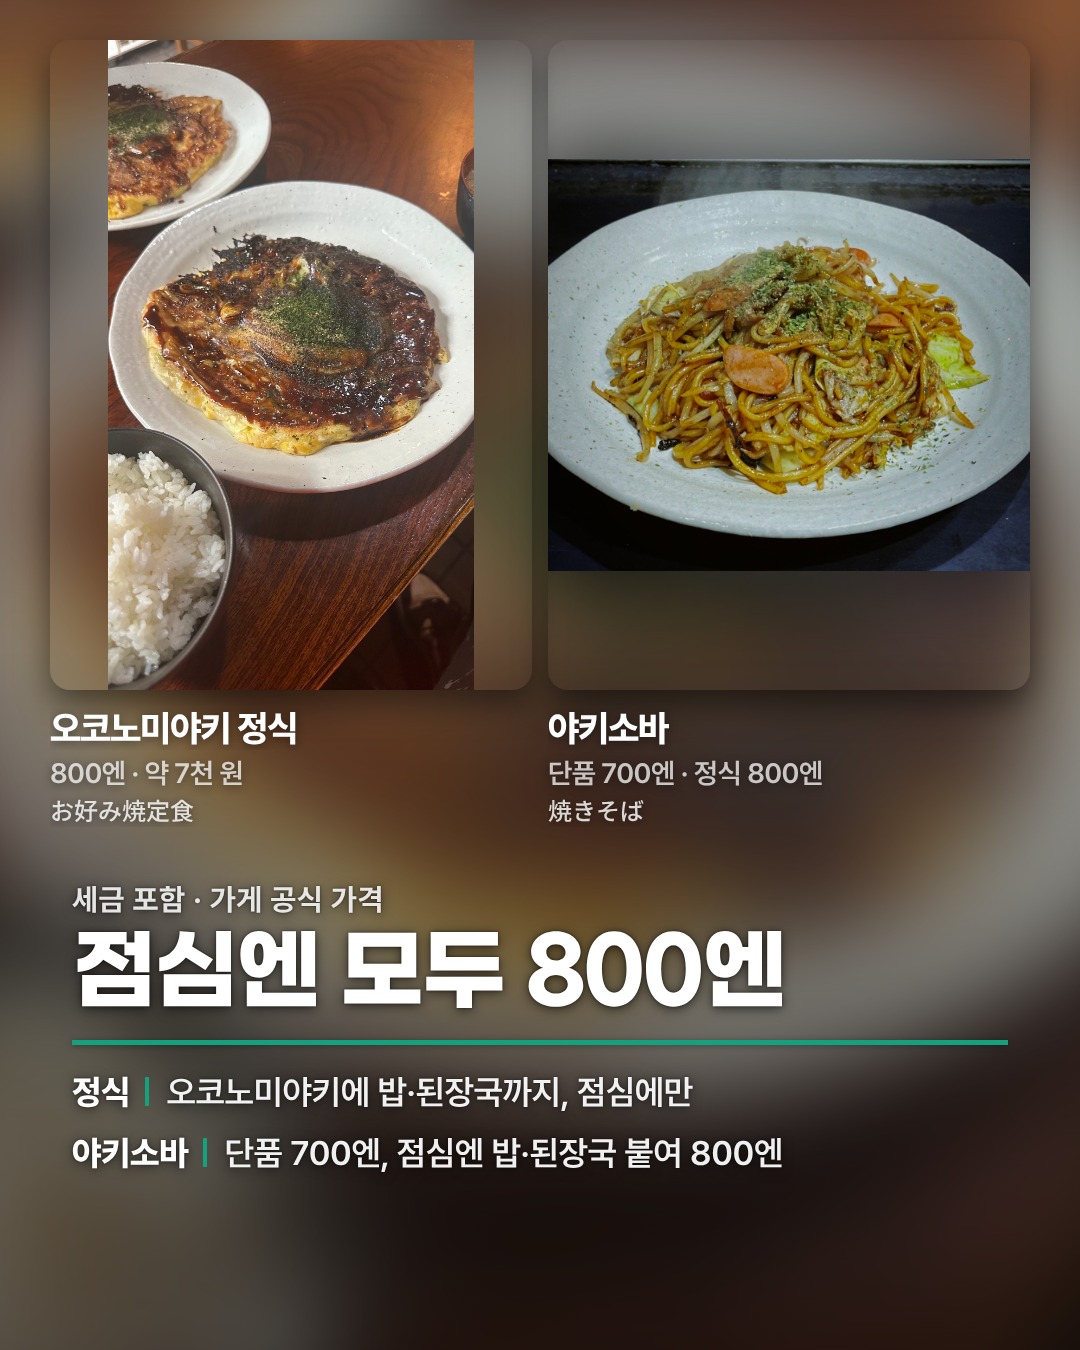 오코노미야키 정식
800엔 · 약 7천 원
お好み焼定食
야키소바
단품 700엔 · 정식 800엔
焼きそば
세금 포함 · 가게 공식 가격
점심엔 모두 800엔
정식 | 오코노미야키에 밥·된장국까지, 점심에만
야키소바 | 단품 700엔, 점심엔 밥·된장국 붙여 800엔